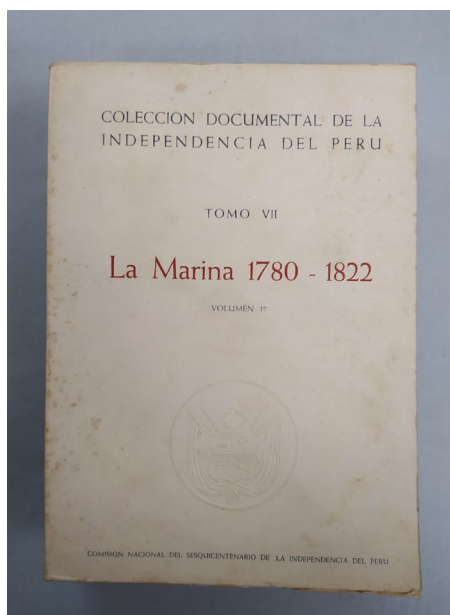 COLECCION DOCUMENTAL DE LA
INDEPENDENCIA DEL PERU
TOMO VII
La Marina 1780 - 1822
VOLUMEN 1º
COMISION NACIONAL DEL SESQUICENTENARIO DE LA INDEPENDENCIA DEL PERU